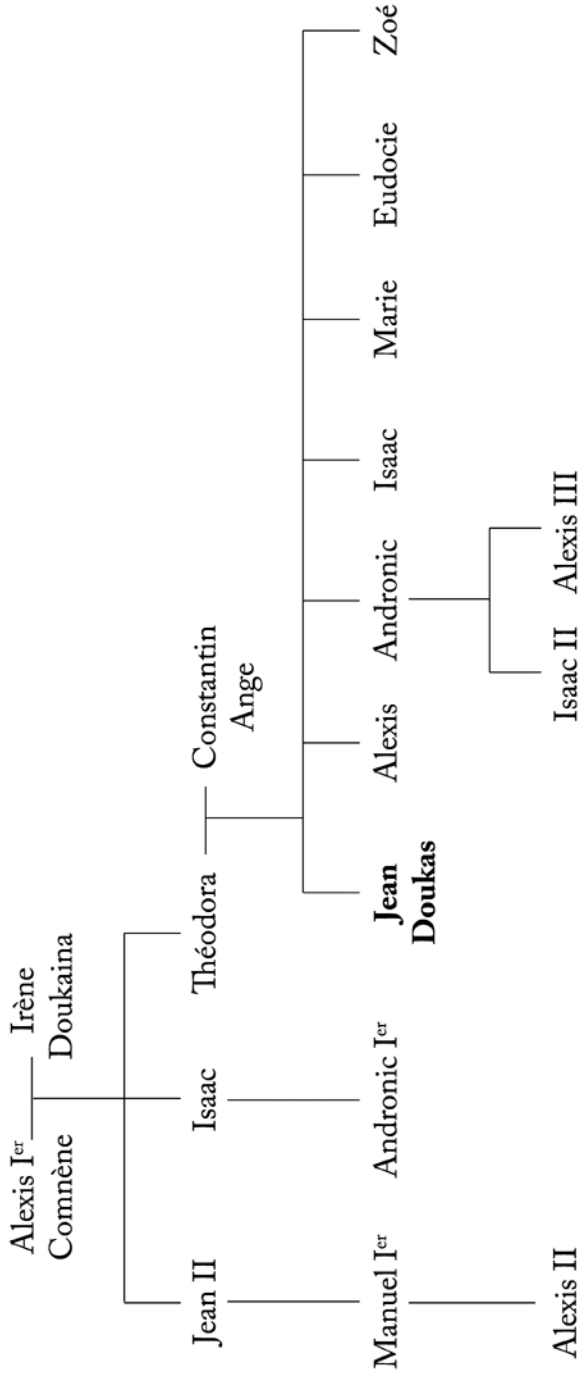 Alexis Iᵉʳ
Comnène
Irène
Doukaina
Jean II
Isaac
Théodora
Constantin
Ange
Manuel Iᵉʳ
Andronic Iᵉʳ
Jean
Doukas
Alexis
Andronic
Isaac
Marie
Eudocie
Zoé
Alexis II
Isaac II
Alexis III